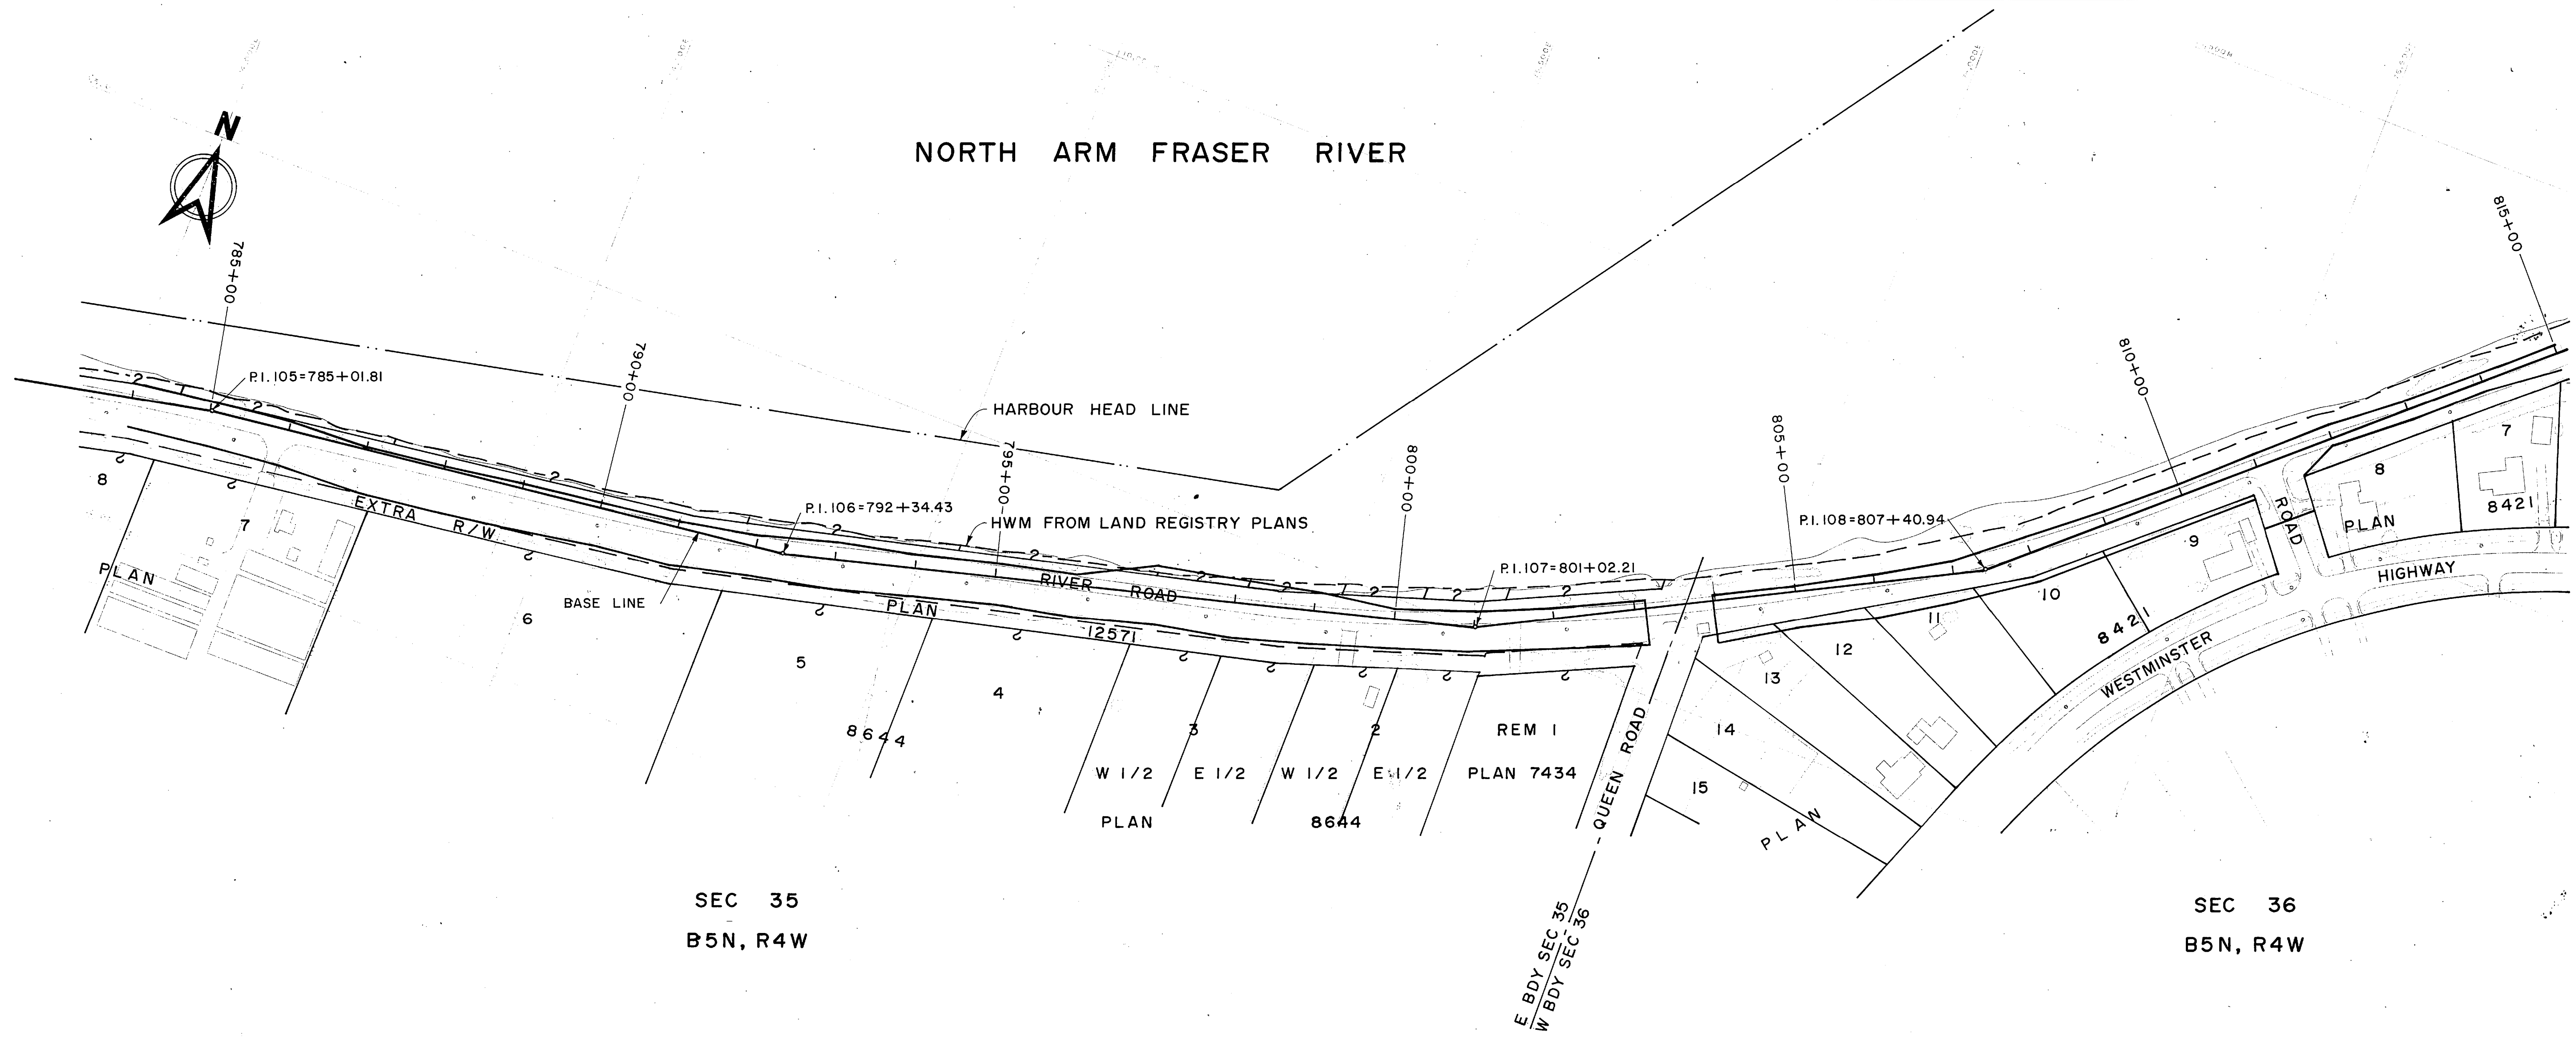 N
NORTH ARM FRASER RIVER
785+00
790+00
795+00
800+00
805+00
810+00
815+00
P.I. 105=785+01.81
HARBOUR HEAD LINE
P.I. 106=792+34.43
HWM FROM LAND REGISTRY PLANS
P.I. 107=801+02.21
P.I. 108=807+40.94
EXTRA R/W
BASE LINE
RIVER ROAD
PLAN
12571
8
7
PLAN
6
5
8644
4
3
W 1/2
E 1/2
2
W 1/2
E 1/2
PLAN
8644
REM 1
PLAN 7434
QUEEN ROAD
15
14
13
12
11
10
9
PLAN
8421
WESTMINSTER
HIGHWAY
ROAD
8
7
PLAN
8421
SEC 35
B5N, R4W
E BDY SEC 35
W BDY SEC 36
SEC 36
B5N, R4W